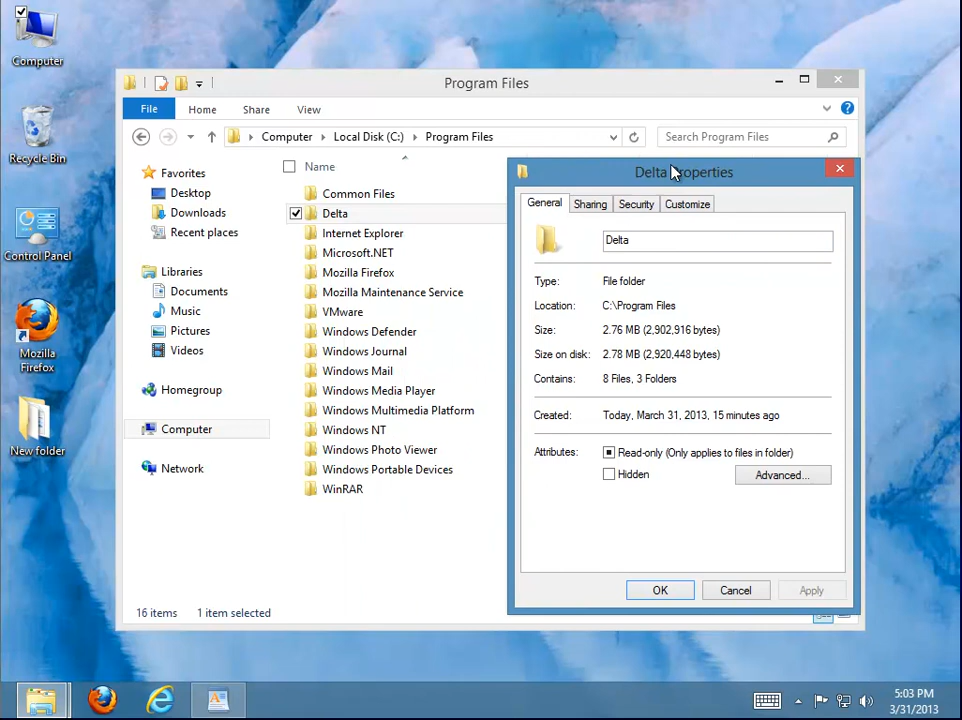 Computer
Recycle Bin
Control Panel
Mozilla
Firefox
New folder
Program Files
File
Home
Share
View
Computer
Local Disk (C:)
Program Files
Search Program Files
Favorites
Desktop
Downloads
Recent places
Libraries
Documents
Music
Pictures
Videos
Homegroup
Computer
Network
Name
Common Files
Delta
Internet Explorer
Microsoft.NET
Mozilla Firefox
Mozilla Maintenance Service
VMware
Windows Defender
Windows Journal
Windows Mail
Windows Media Player
Windows Multimedia Platform
Windows NT
Windows Photo Viewer
Windows Portable Devices
WinRAR
16 items 1 item selected
Delta Properties
General Sharing Security Customize
Delta
Type: File folder
Location: C:\Program Files
Size: 2.76 MB (2,902,916 bytes)
Size on disk: 2.78 MB (2,920,448 bytes)
Contains: 8 Files, 3 Folders
Created: Today, March 31, 2013, 15 minutes ago
Attributes: Read-only (Only applies to files in folder)
Hidden
Advanced...
OK Cancel Apply
5:03 PM
3/31/2013